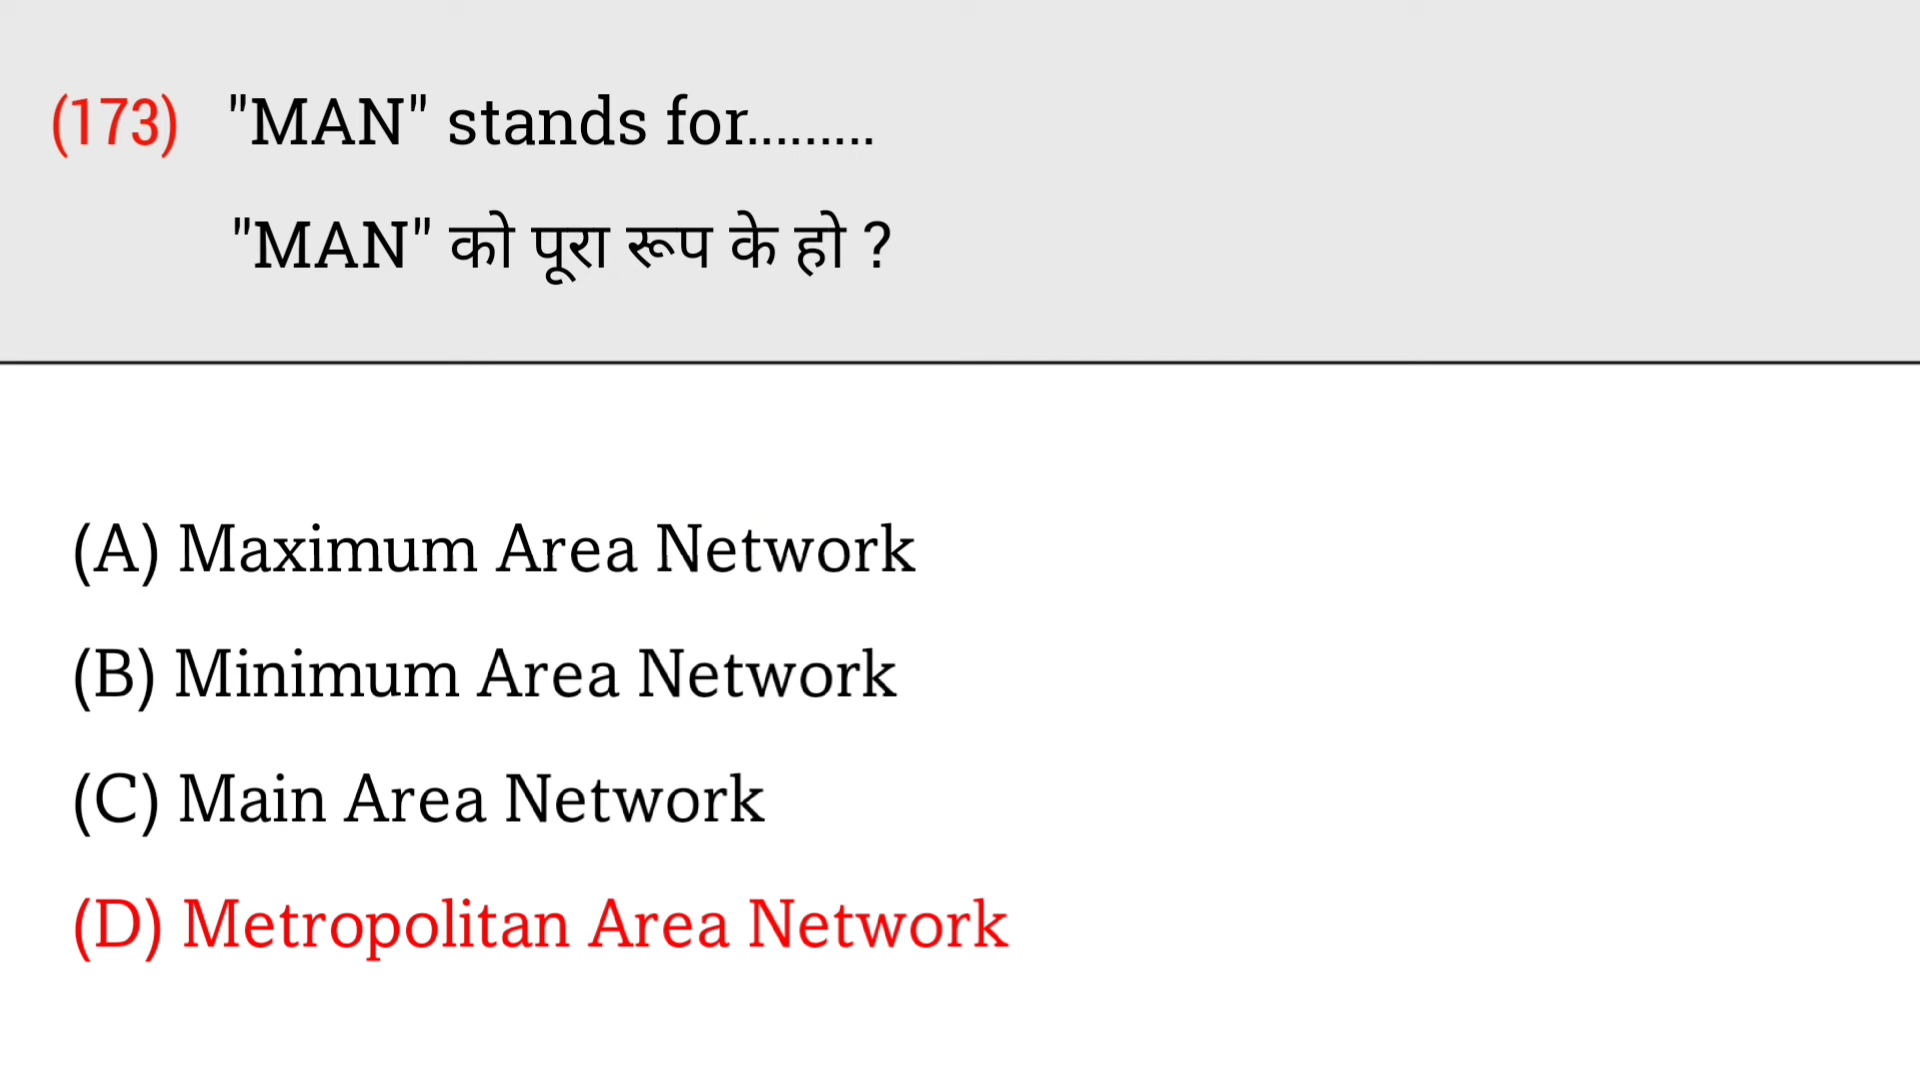 (173) "MAN" stands for.........
"MAN" को पूरा रूप के हो ?
(A) Maximum Area Network
(B) Minimum Area Network
(C) Main Area Network
(D) Metropolitan Area Network